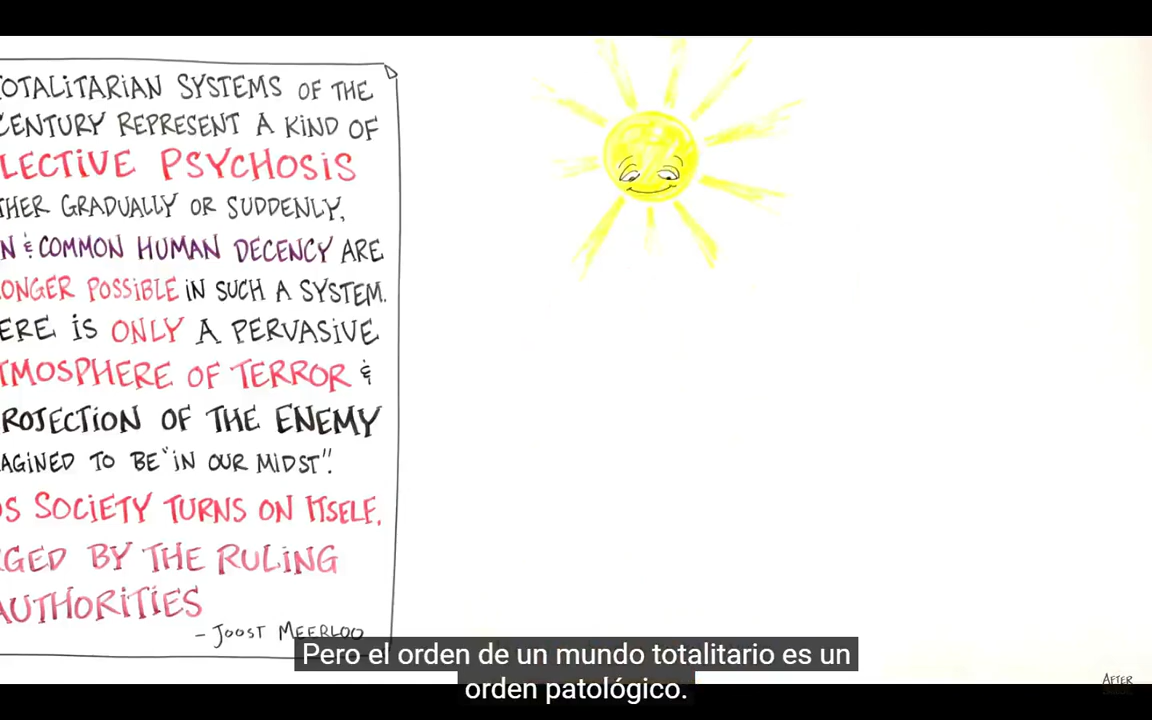 OTALITARIAN SYSTEMS OF THE
CENTURY REPRESENT A KIND OF
LECTIVE PSYCHOSIS
THER GRADUALLY OR SUDDENLY,
N & COMMON HUMAN DECENCY ARE
ONGER POSSIBLE IN SUCH A SYSTEM.
ERE IS ONLY A PERVASIVE
TMOSPHERE OF TERROR &
ROJECTION OF THE ENEMY
AGINED TO BE "IN OUR MIDST".
S SOCIETY TURNS ON ITSELF,
GED BY THE RULING
AUTHORITIES
- JOOST MEERLOO
Pero el orden de un mundo totalitario es un
orden patológico.
AFTER